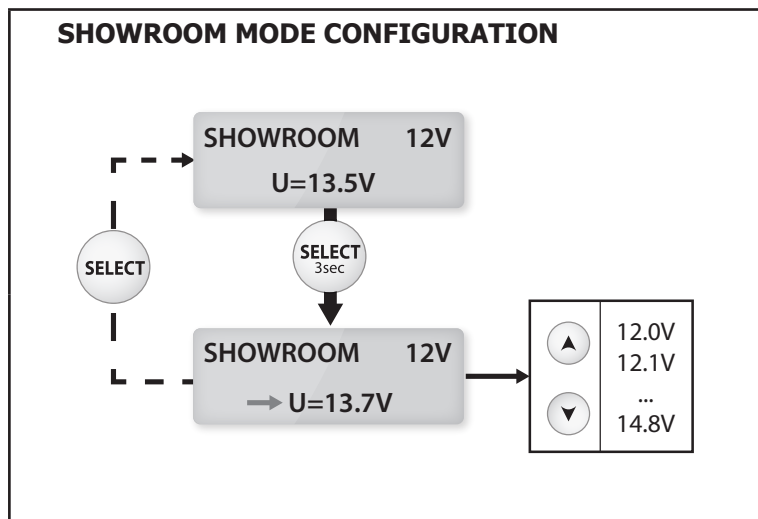 SHOWROOM MODE CONFIGURATION
SHOWROOM 12V
U=13.5V
SELECT
SELECT
3sec
SHOWROOM 12V
U=13.7V
12.0V
12.1V
...
14.8V